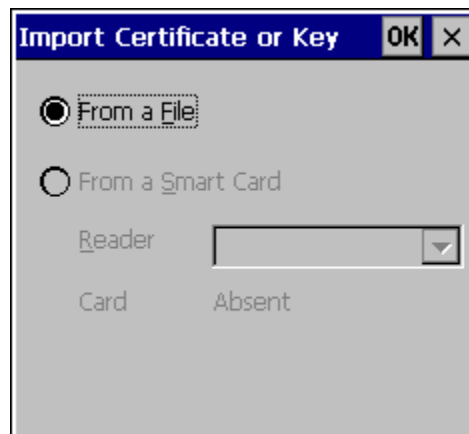 Import Certificate or Key OK ×
From a File
From a Smart Card
Reader
Card Absent